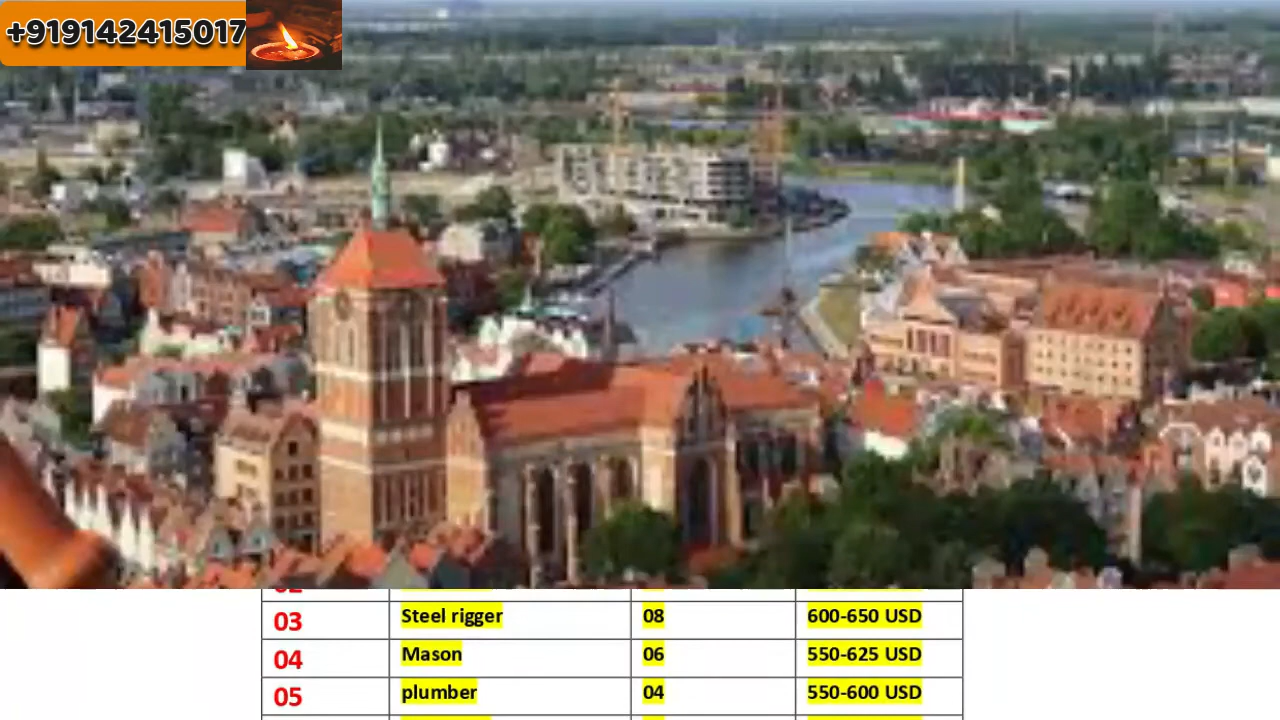 +919142415017
03 Steel rigger 08 600-650 USD
04 Mason 06 550-625 USD
05 plumber 04 550-600 USD